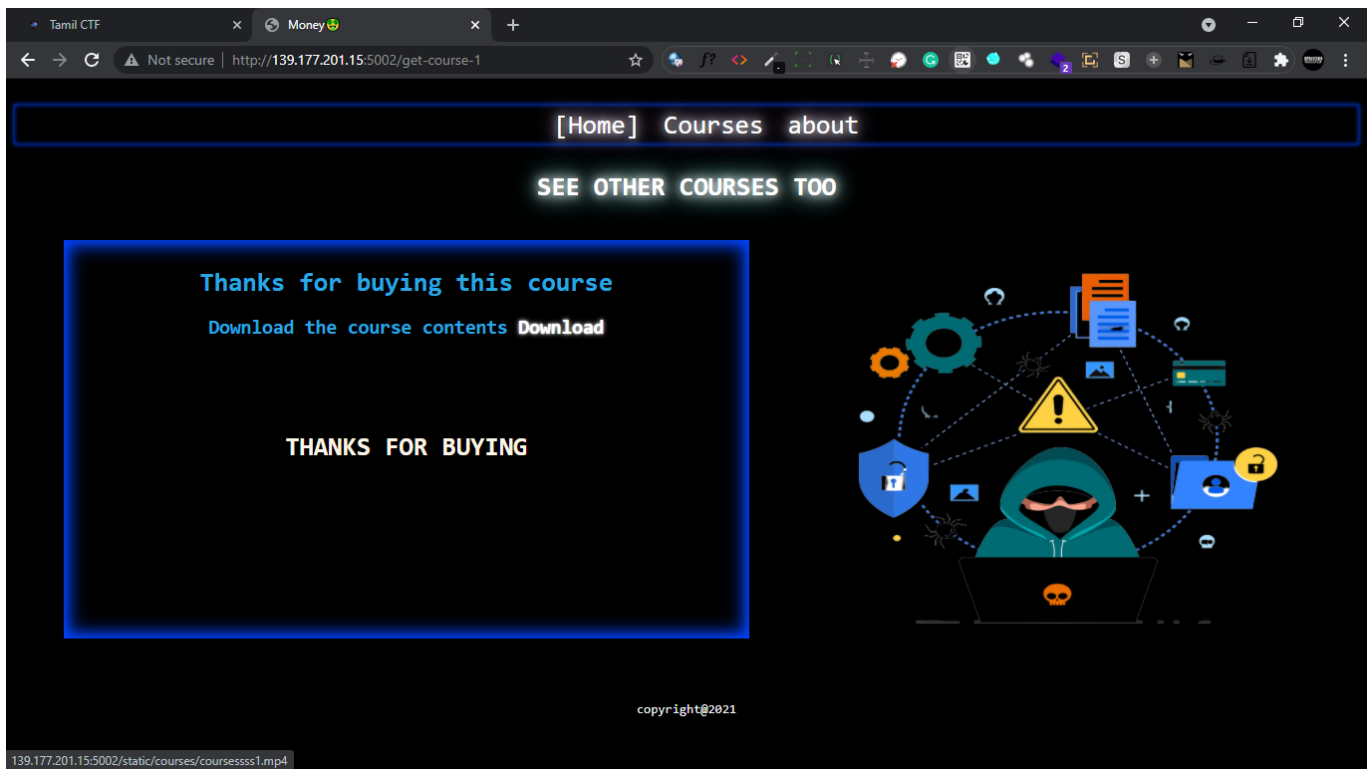 Tamil CTF
Money🤑
Not secure | http://139.177.201.15:5002/get-course-1
[Home] Courses about
SEE OTHER COURSES TOO
Thanks for buying this course
Download the course contents Download
THANKS FOR BUYING
copyright@2021
139.177.201.15:5002/static/courses/coursessss1.mp4